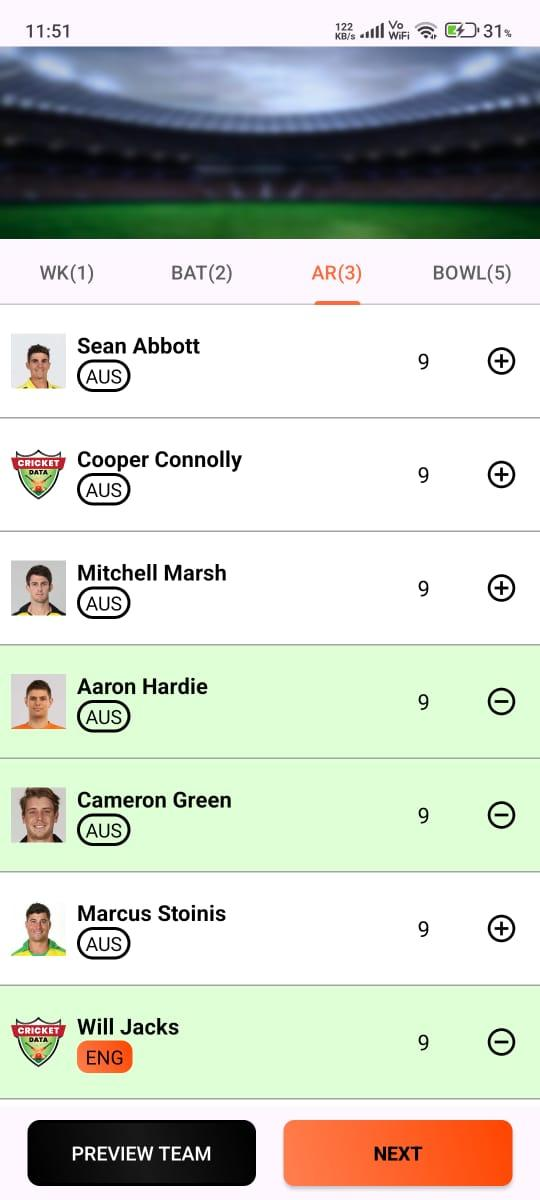 11:51
122 KB/s Vo WiFi 31%
WK(1) BAT(2) AR(3) BOWL(5)
Sean Abbott
AUS
9
CRICKET DATA
Cooper Connolly
AUS
9
Mitchell Marsh
AUS
9
Aaron Hardie
AUS
9
Cameron Green
AUS
9
Marcus Stoinis
AUS
9
CRICKET DATA
Will Jacks
ENG
9
PREVIEW TEAM
NEXT